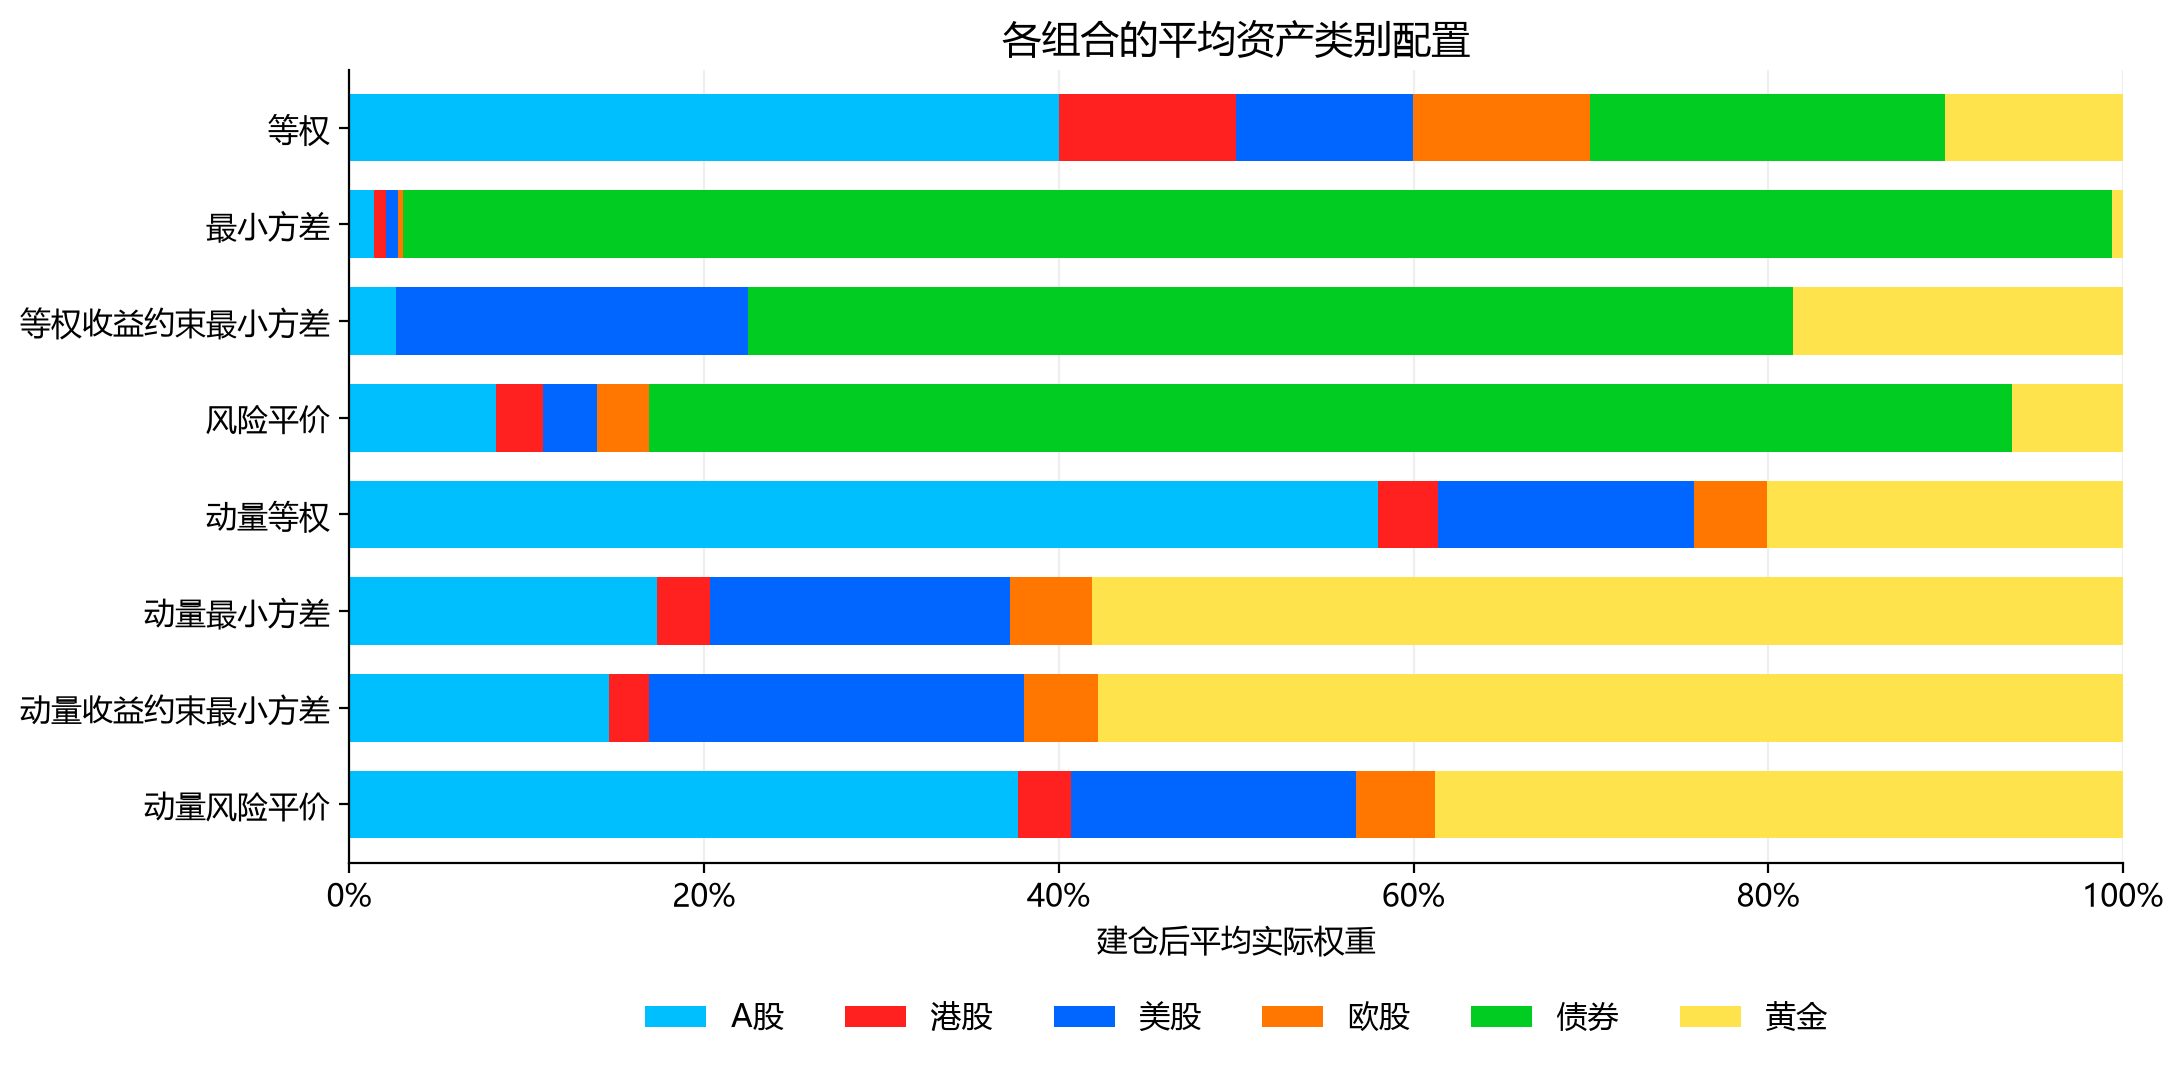 各组合的平均资产类别配置
等权
最小方差
等权收益约束最小方差
风险平价
动量等权
动量最小方差
动量收益约束最小方差
动量风险平价
0% 20% 40% 60% 80% 100%
建仓后平均实际权重
A股 港股 美股 欧股 债券 黄金